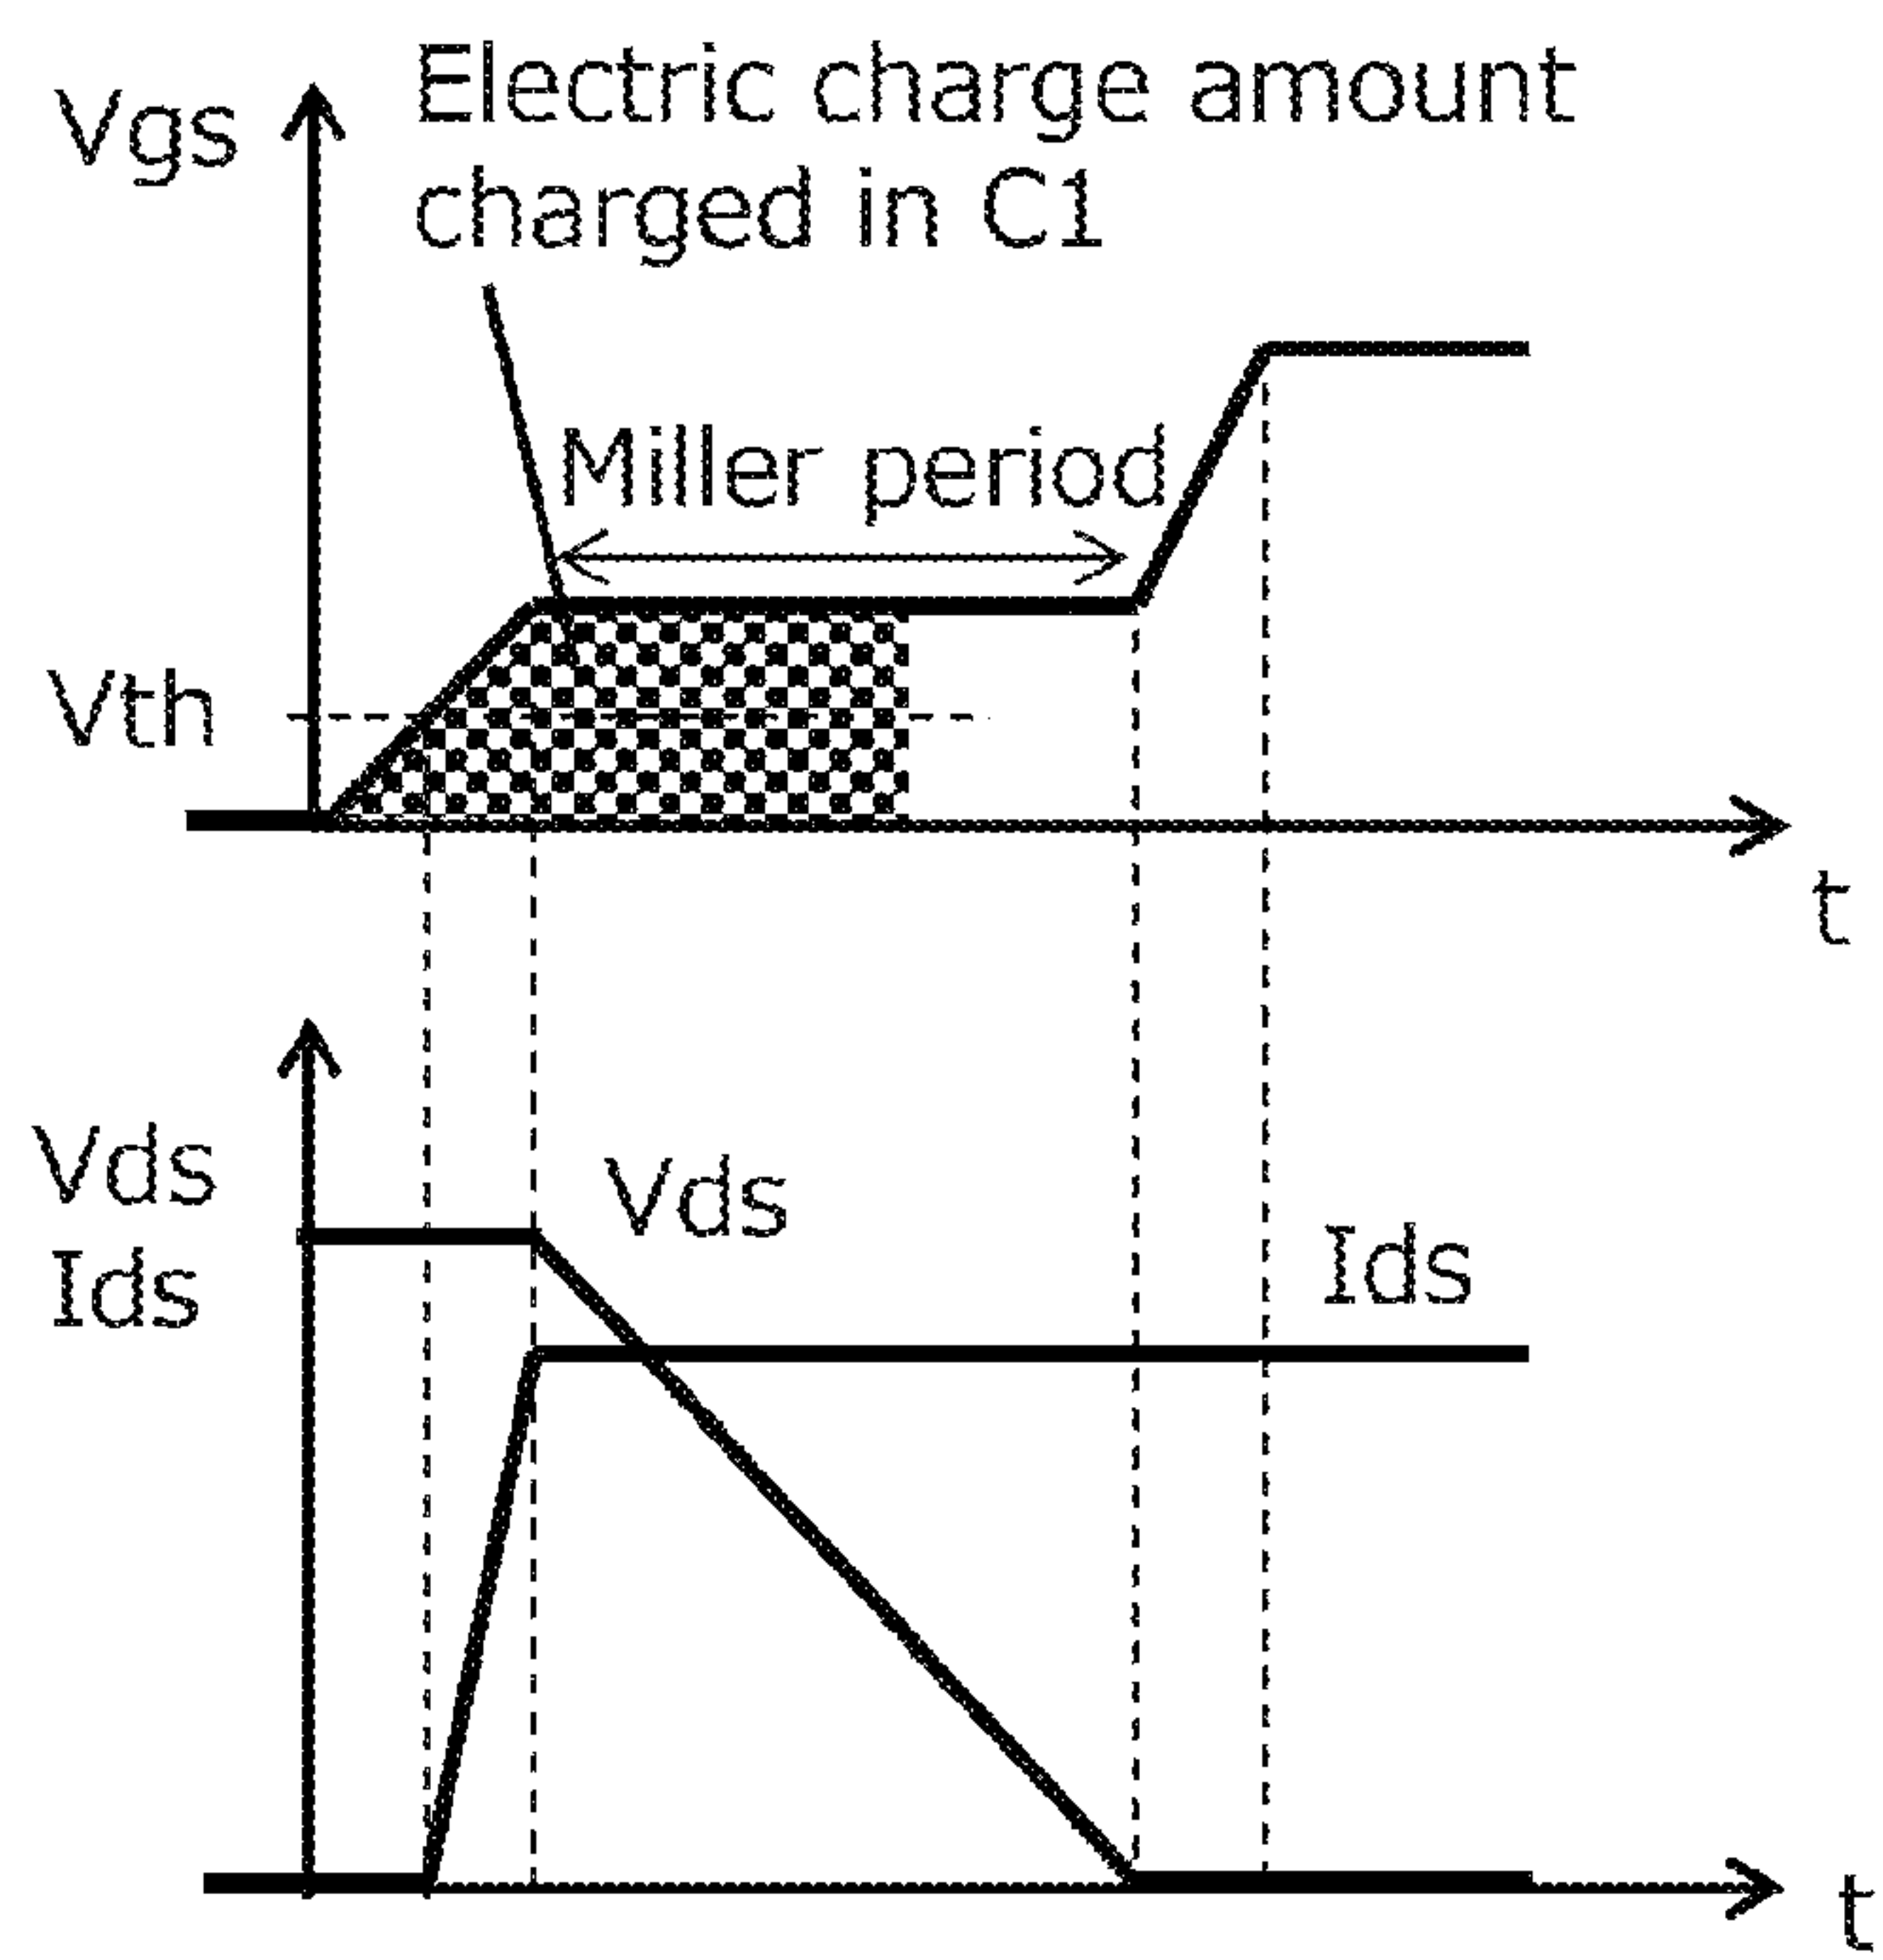 Vgs
Electric charge amount
charged in C1
Miller period
Vth
t
Vds
Ids
Vds
Ids
t